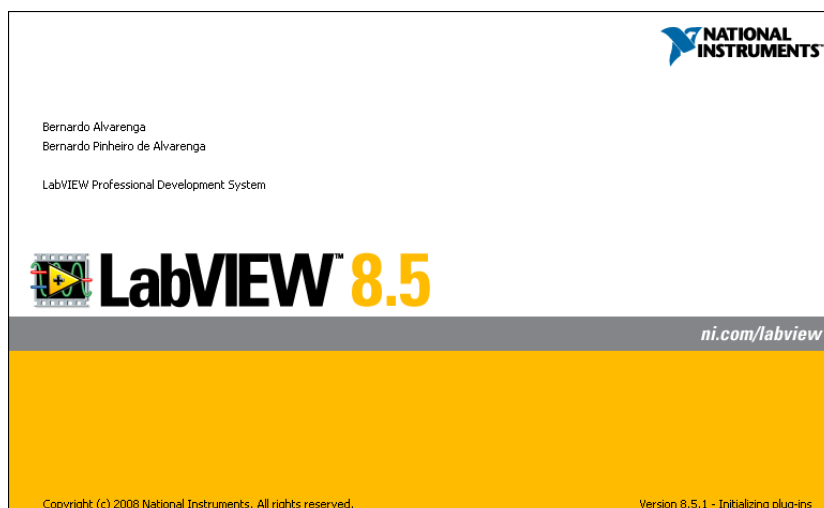 NATIONAL
INSTRUMENTS
Bernardo Alvarenga
Bernardo Pinheiro de Alvarenga
LabVIEW Professional Development System
LabVIEW™ 8.5
ni.com/labview
Copyright (c) 2008 National Instruments. All rights reserved.
Version 8.5.1 - Initializing plug-ins